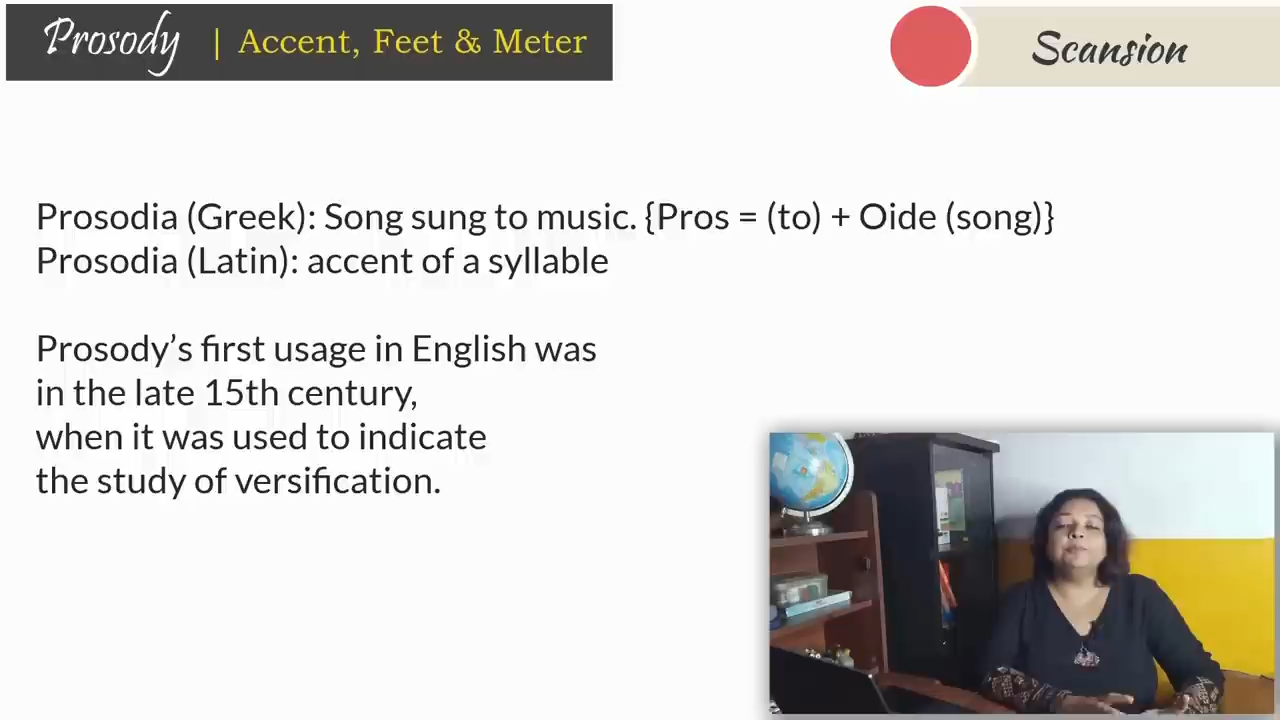 Prosody | Accent, Feet & Meter
Scansion
Prosodia (Greek): Song sung to music. {Pros = (to) + Oide (song)}
Prosodia (Latin): accent of a syllable
Prosody’s first usage in English was
in the late 15th century,
when it was used to indicate
the study of versification.